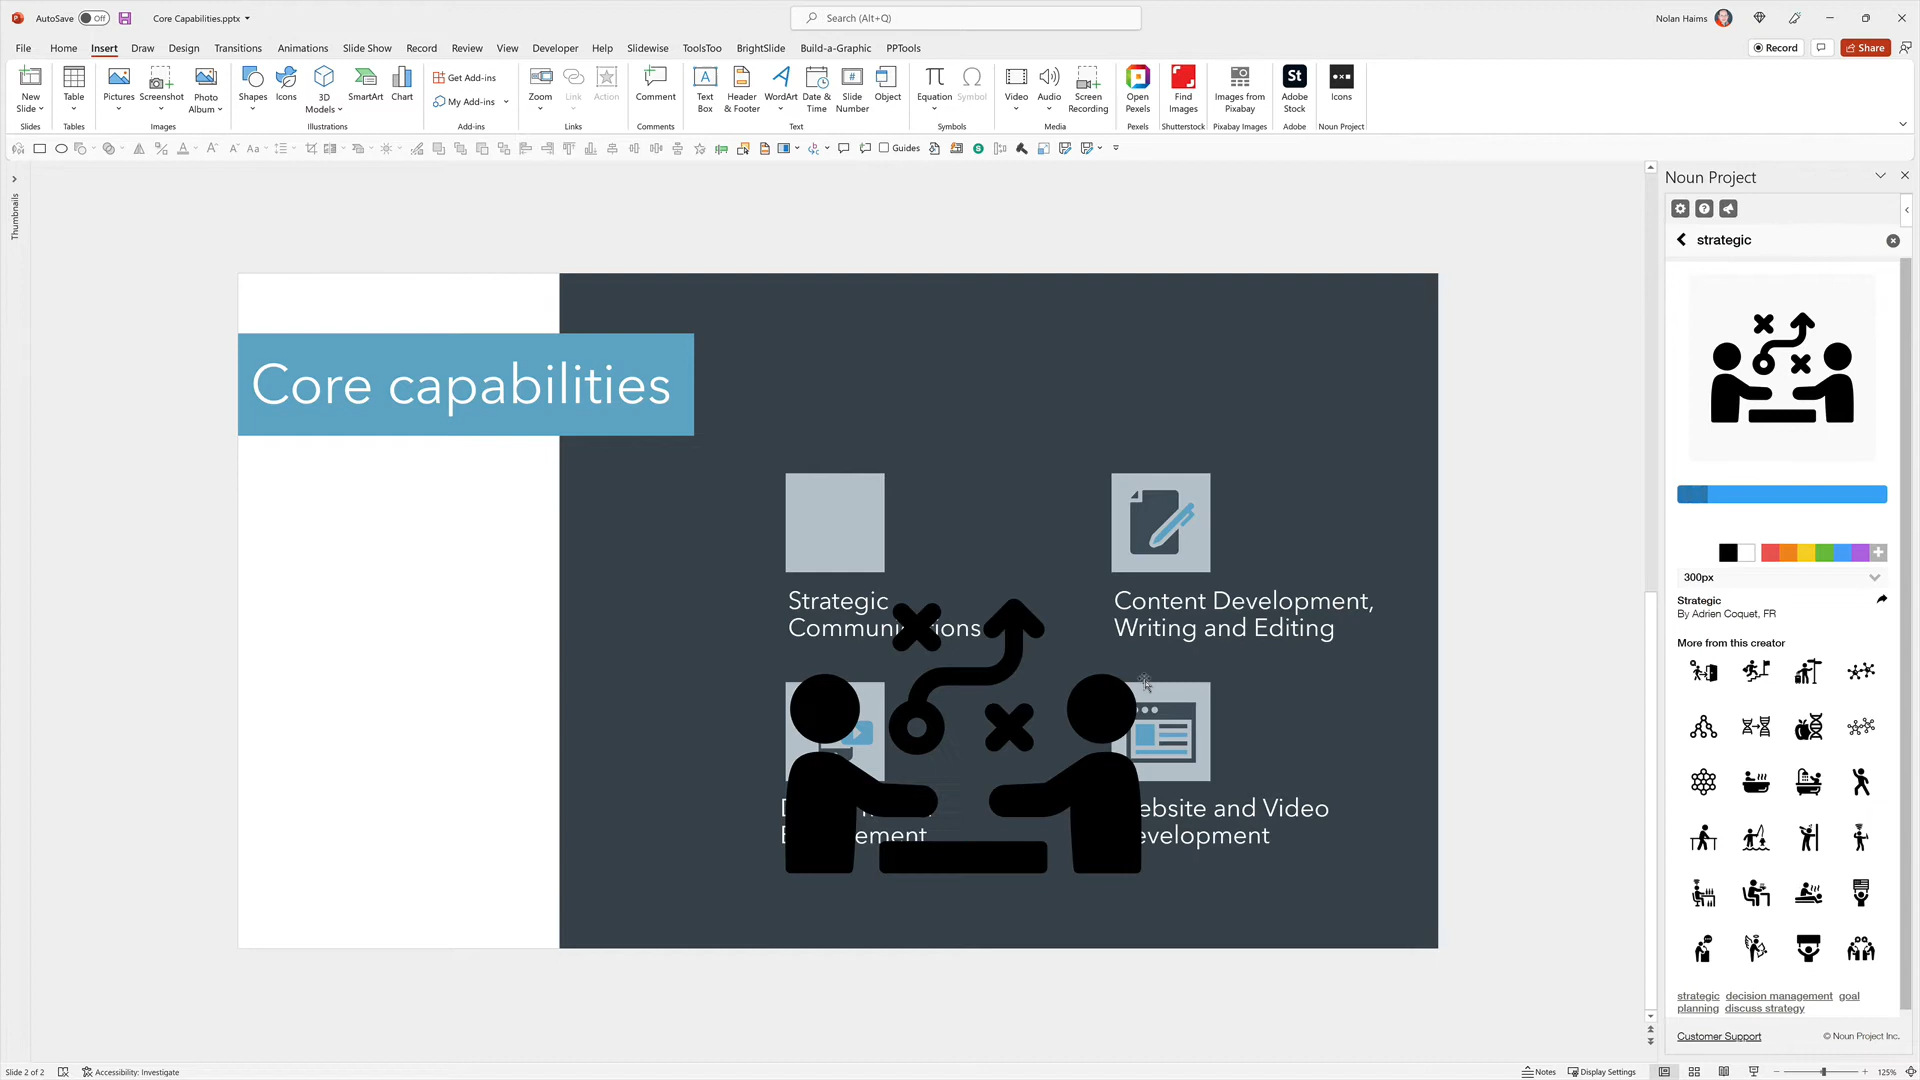 AutoSave Off Core Capabilities.pptx Search (Alt+Q) Nolan Haims
File Home Insert Draw Design Transitions Animations Slide Show Record Review View Developer Help Slidewise ToolsToo BrightSlide Build-a-Graphic PPTools Record Share
New Slide
Table
Pictures
Screenshot
Photo Album
Shapes
Icons
3D Models
SmartArt
Chart
Get Add-ins
My Add-ins
Zoom
Link
Action
Comment
Text Box
Header & Footer
WordArt
Date & Time
Slide Number
Object
Equation
Symbol
Video
Audio
Screen Recording
Open Pexels
Find Images
Images from Pixabay
St
Adobe Stock
Icons
Slides Tables Images Illustrations Add-ins Links Comments Text Symbols Media Pexels Shutterstock Pixabay Images Adobe Noun Project
Guides
Thumbnails
Core capabilities
Strategic
Content Development,
Writing and Editing
ebsite and Video
evelopment
Noun Project
strategic
300px
Strategic
By Adrien Coquet, FR
More from this creator
strategic decision management goal
planning discuss strategy
Customer Support © Noun Project Inc.
Slide 2 of 2 Accessibility: Investigate Notes Display Settings 125%